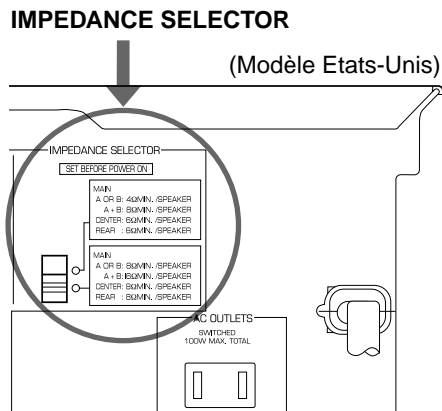 IMPEDANCE SELECTOR
(Modèle Etats-Unis)
IMPEDANCE SELECTOR
SET BEFORE POWER ON
MAIN
A OR B: 4ΩMIN. /SPEAKER
A + B: 8ΩMIN. /SPEAKER
CENTER: 6ΩMIN. /SPEAKER
REAR : 6ΩMIN. /SPEAKER
MAIN
A OR B: 8ΩMIN. /SPEAKER
A + B: 16ΩMIN. /SPEAKER
CENTER: 8ΩMIN. /SPEAKER
REAR : 8ΩMIN. /SPEAKER
AC OUTLETS
SWITCHED
100W MAX. TOTAL